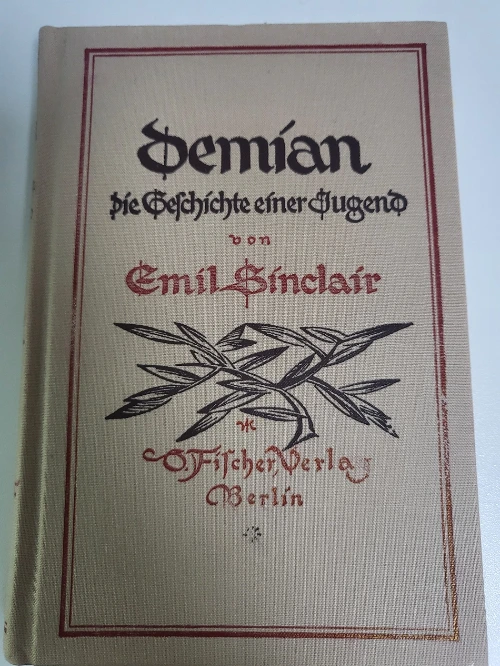 Demian
Die Geschichte einer Jugend
von
Emil Sinclair
S. Fischer, Verlag
Berlin